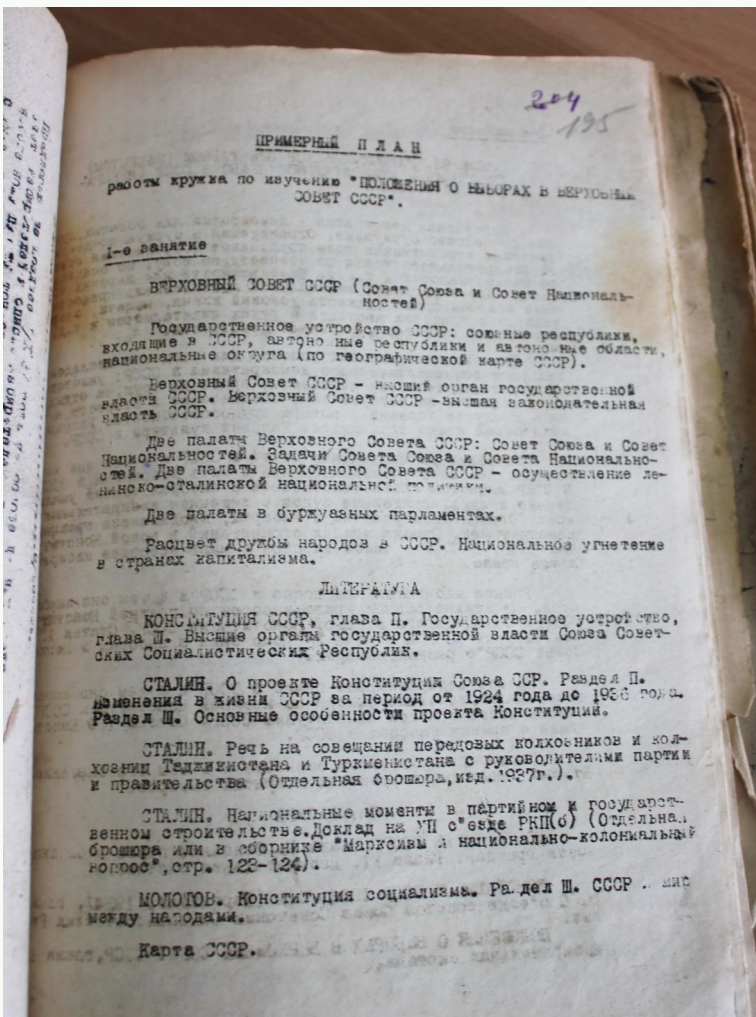 204
195
ПРИМЕРНЫЙ ПЛАН
работы кружка по изучению "ПОЛОЖЕНИЯ О ВЫБОРАХ В ВЕРХОВНЫЙ
СОВЕТ СССР".
I-е занятие
ВЕРХОВНЫЙ СОВЕТ СССР (Совет Союза и Совет Националь-
ностей)
Государственное устройство СССР: союзные республики,
входящие в СССР, автоно ные республики и автоно ные области,
национальные округа (по географической карте СССР).
Верховный Совет СССР - высший орган государственной
власти СССР. Верховный Совет СССР -высшая законодательная
власть СССР.
Две палаты Верховного Совета СССР: Совет Союза и Совет
Национальностей. Задачи Совета Союза и Совета Национально-
стей. Две палаты Верховного Совета СССР - осуществление ле-
нинско-сталинской национальной политики.
Две палаты в буржуазных парламентах.
Расцвет дружбы народов в СССР. Национальное угнетение
в странах капитализма.
ЛИТЕРАТУРА
КОНСТИТУЦИЯ СССР, глава П. Государственное устройство,
глава Ш. Высшие органы государственной власти Союза Совет-
ских Социалистических Республик.
СТАЛИН. О проекте Конституции Союза ССР. Раздел П.
изменения в жизни СССР за период от 1924 года до 1936 года.
Раздел Ш. Основные особенности проекта Конституции.
СТАЛИН. Речь на совещании передовых колхозников и кол-
хозниц Таджикистана и Туркменистана с руководителями партии
и правительства (Отдельная брошюра,изд.1937г.).
СТАЛИН. Национальные моменты в партийном и государст-
венном строительстве.Доклад на УП с"езде РКП(б) (Отдельная
брошюра или в сборнике "Марксизм и национально-колониальный
вопрос",стр. 123-124).
МОЛОТОВ. Конституция социализма. Раздел Ш. СССР мир
между народами.
Карта СССР.